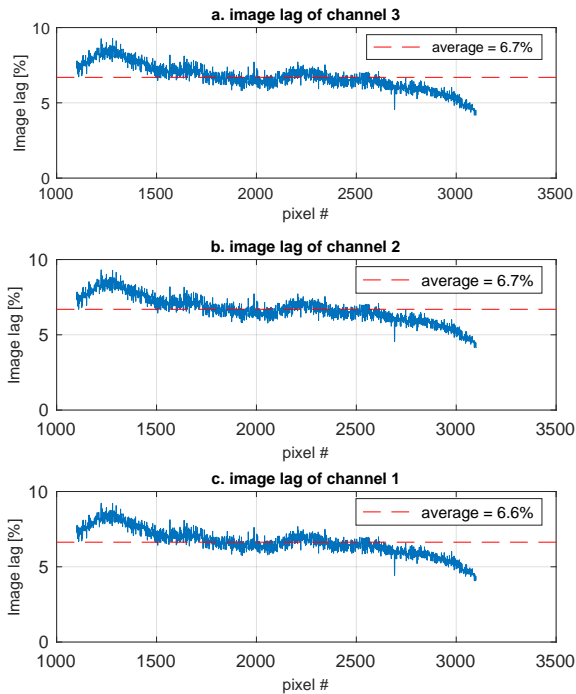 a. image lag of channel 3
10
average = 6.7%
Image lag [%]
5
0
1000 1500 2000 2500 3000 3500
pixel #
b. image lag of channel 2
10
average = 6.7%
Image lag [%]
5
0
1000 1500 2000 2500 3000 3500
pixel #
c. image lag of channel 1
10
average = 6.6%
Image lag [%]
5
0
1000 1500 2000 2500 3000 3500
pixel #